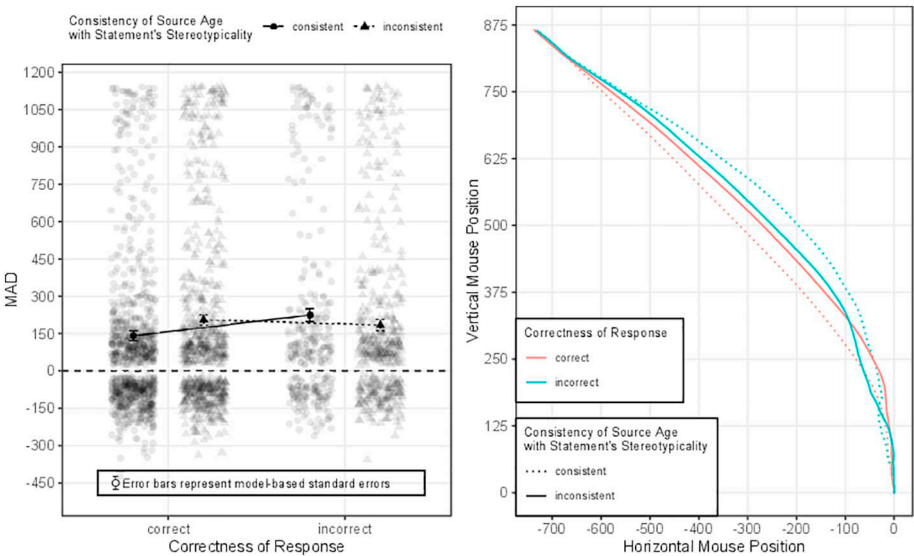 Consistency of Source Age
with Statement's Stereotypicality
consistent
inconsistent
MAD
1200
1050
900
750
600
450
300
150
0
-150
-300
-450
Error bars represent model-based standard errors
correct
incorrect
Correctness of Response
Vertical Mouse Position
875
750
625
500
375
250
125
0
Correctness of Response
correct
incorrect
Consistency of Source Age
with Statement's Stereotypicality
consistent
inconsistent
-700 -600 -500 -400 -300 -200 -100 0
Horizontal Mouse Position